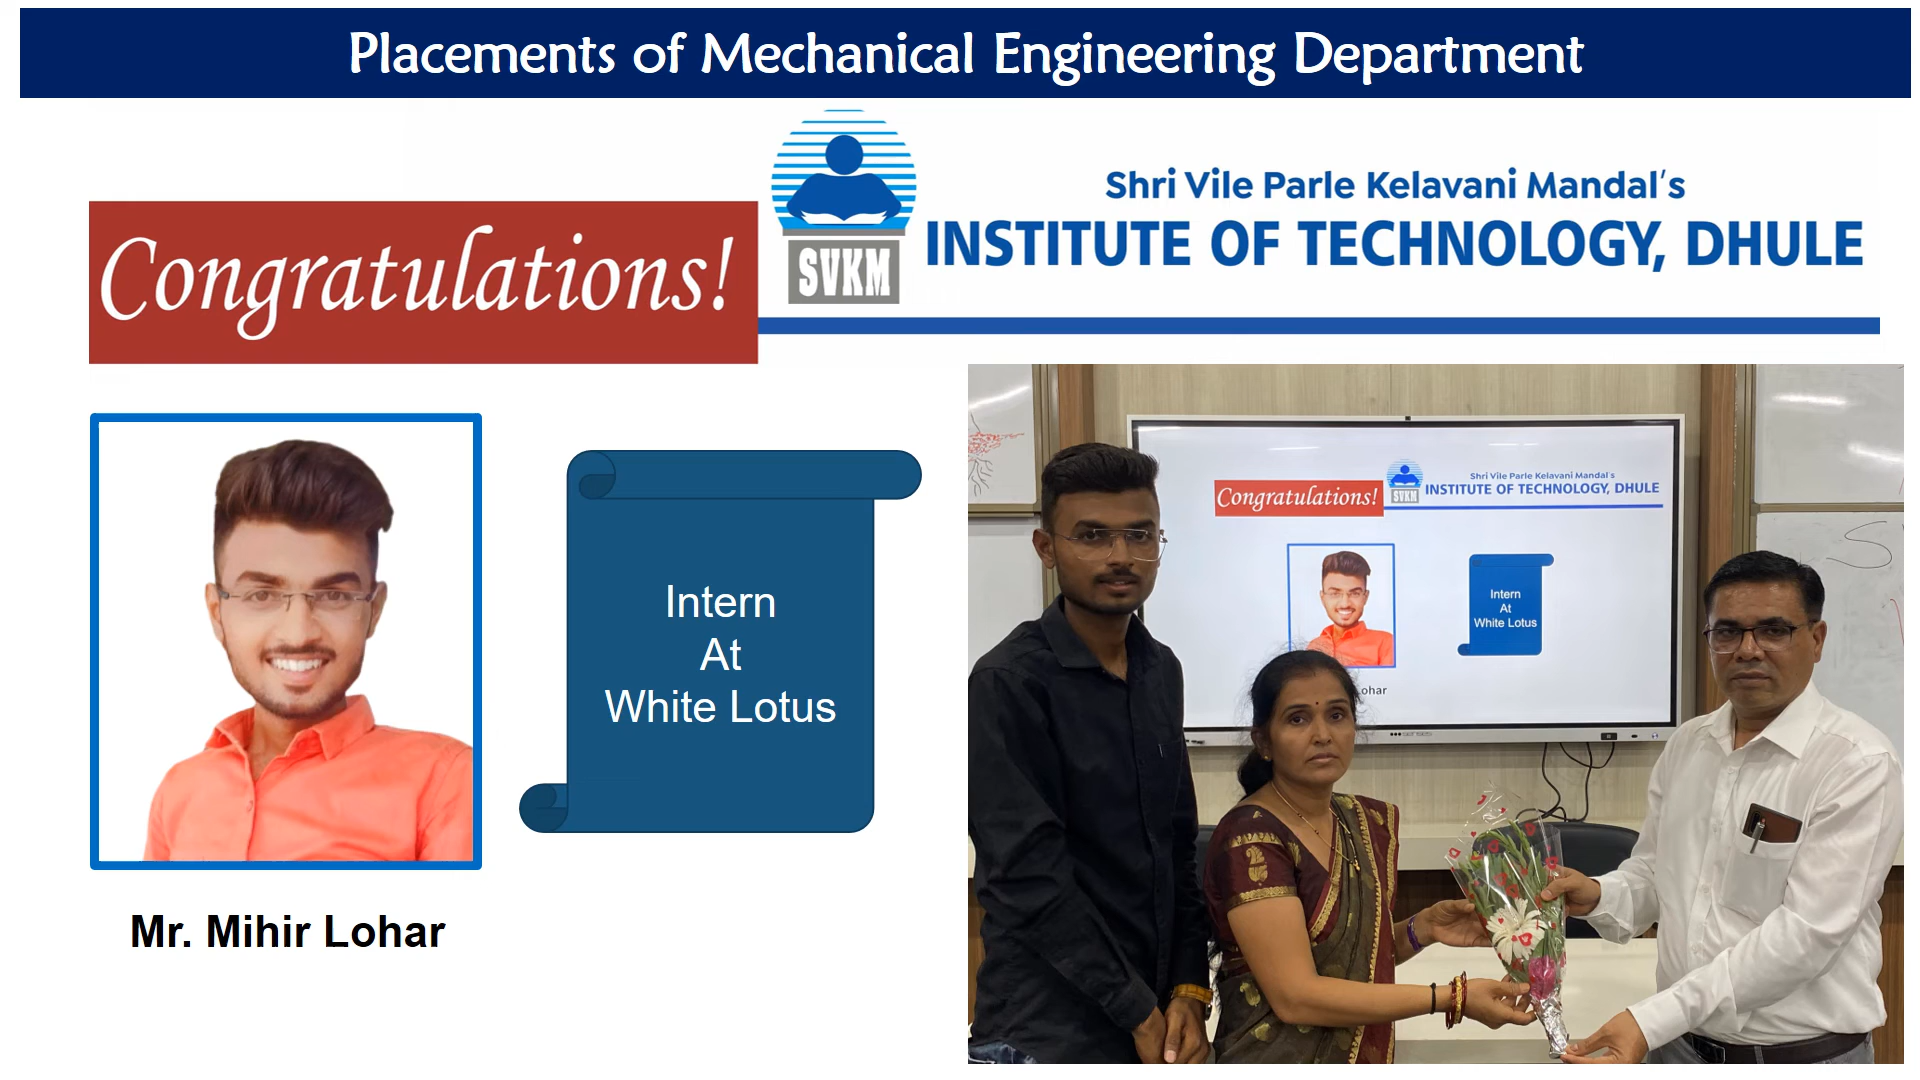 Placements of Mechanical Engineering Department
Congratulations!
SVKM
Shri Vile Parle Kelavani Mandal's
INSTITUTE OF TECHNOLOGY, DHULE
Intern
At
White Lotus
Mr. Mihir Lohar
Congratulations!
SVKM
Shri Vile Parle Kelavani Mandal's
INSTITUTE OF TECHNOLOGY, DHULE
Intern
At
White Lotus
ohar